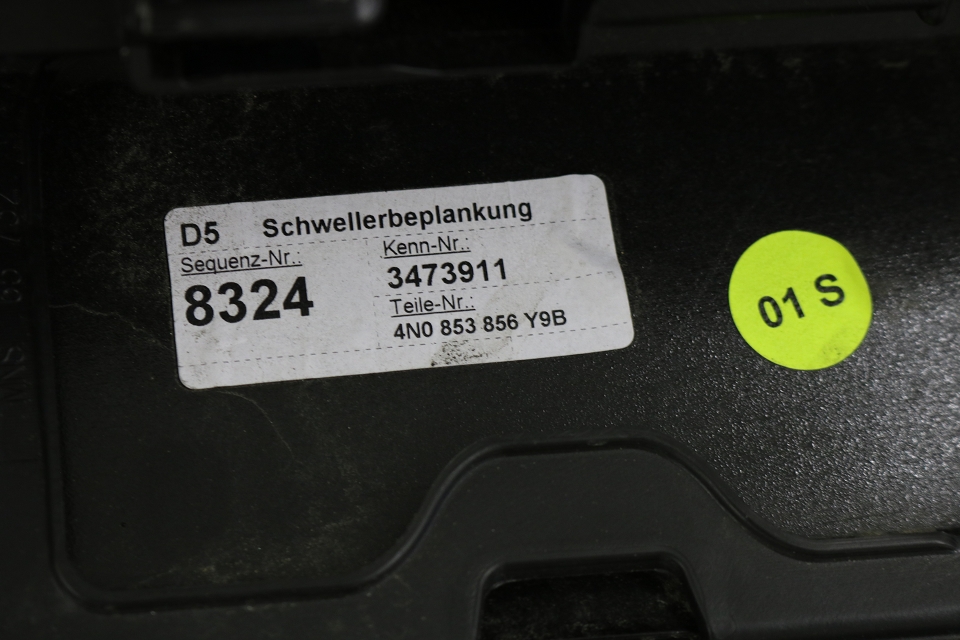 D5 Schwellerbeplankung
Sequenz-Nr.:
8324
Kenn-Nr.:
3473911
Teile-Nr.:
4N0 853 856 Y9B
01 S